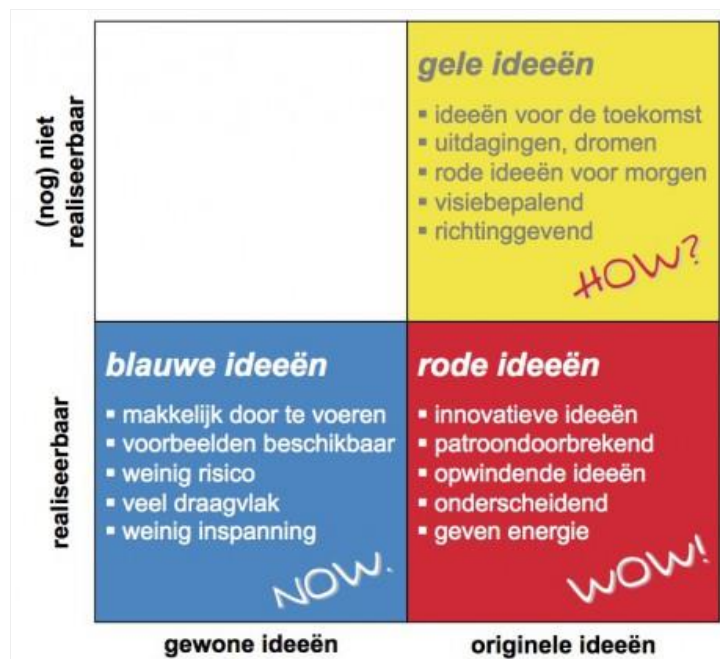 (nog) niet
realiseerbaar
gele ideeën
▪ ideeën voor de toekomst
▪ uitdagingen, dromen
▪ rode ideeën voor morgen
▪ visiebepalend
▪ richtinggevend
HOW?
realiseerbaar
blauwe ideeën
▪ makkelijk door te voeren
▪ voorbeelden beschikbaar
▪ weinig risico
▪ veel draagvlak
▪ weinig inspanning
NOW.
rode ideeën
▪ innovatieve ideeën
▪ patroondoorbrekend
▪ opwindende ideeën
▪ onderscheidend
▪ geven energie
WOW!
gewone ideeën
originele ideeën